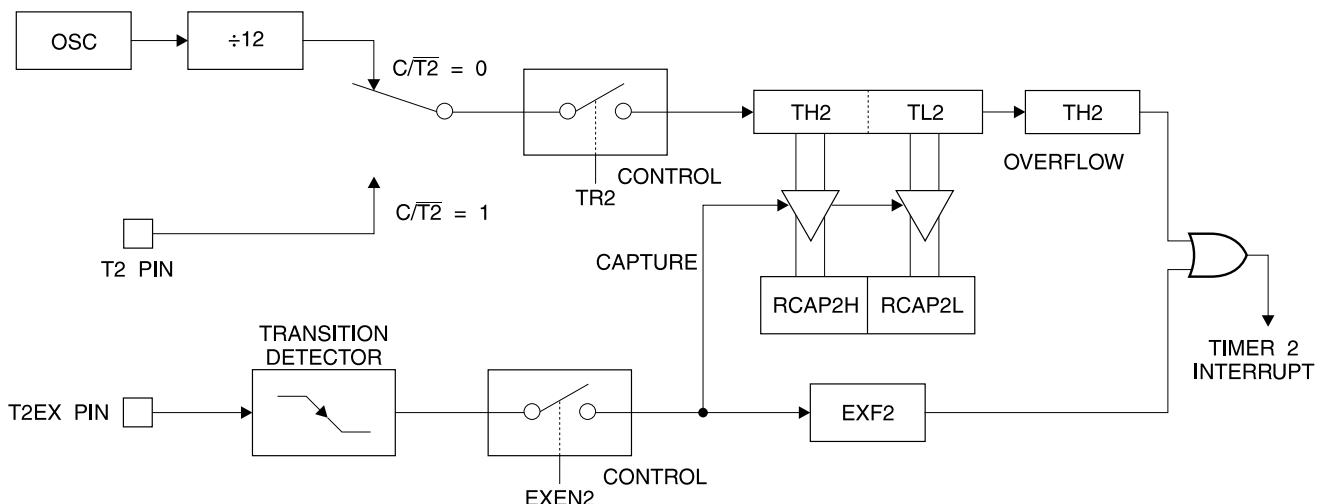 OSC
÷12
C/T2̅ = 0
TH2
TL2
TH2
OVERFLOW
CONTROL
TR2
C/T2̅ = 1
T2 PIN
CAPTURE
RCAP2H
RCAP2L
TRANSITION
DETECTOR
TIMER 2
INTERRUPT
T2EX PIN
EXF2
CONTROL
EXEN2